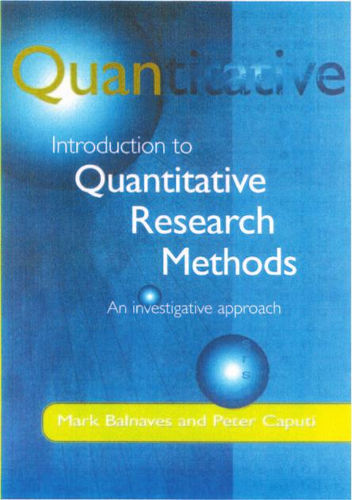 Quantitative
Introduction to
Quantitative
Research
Methods
An investigative approach
Mark Balnaves and Peter Caputi